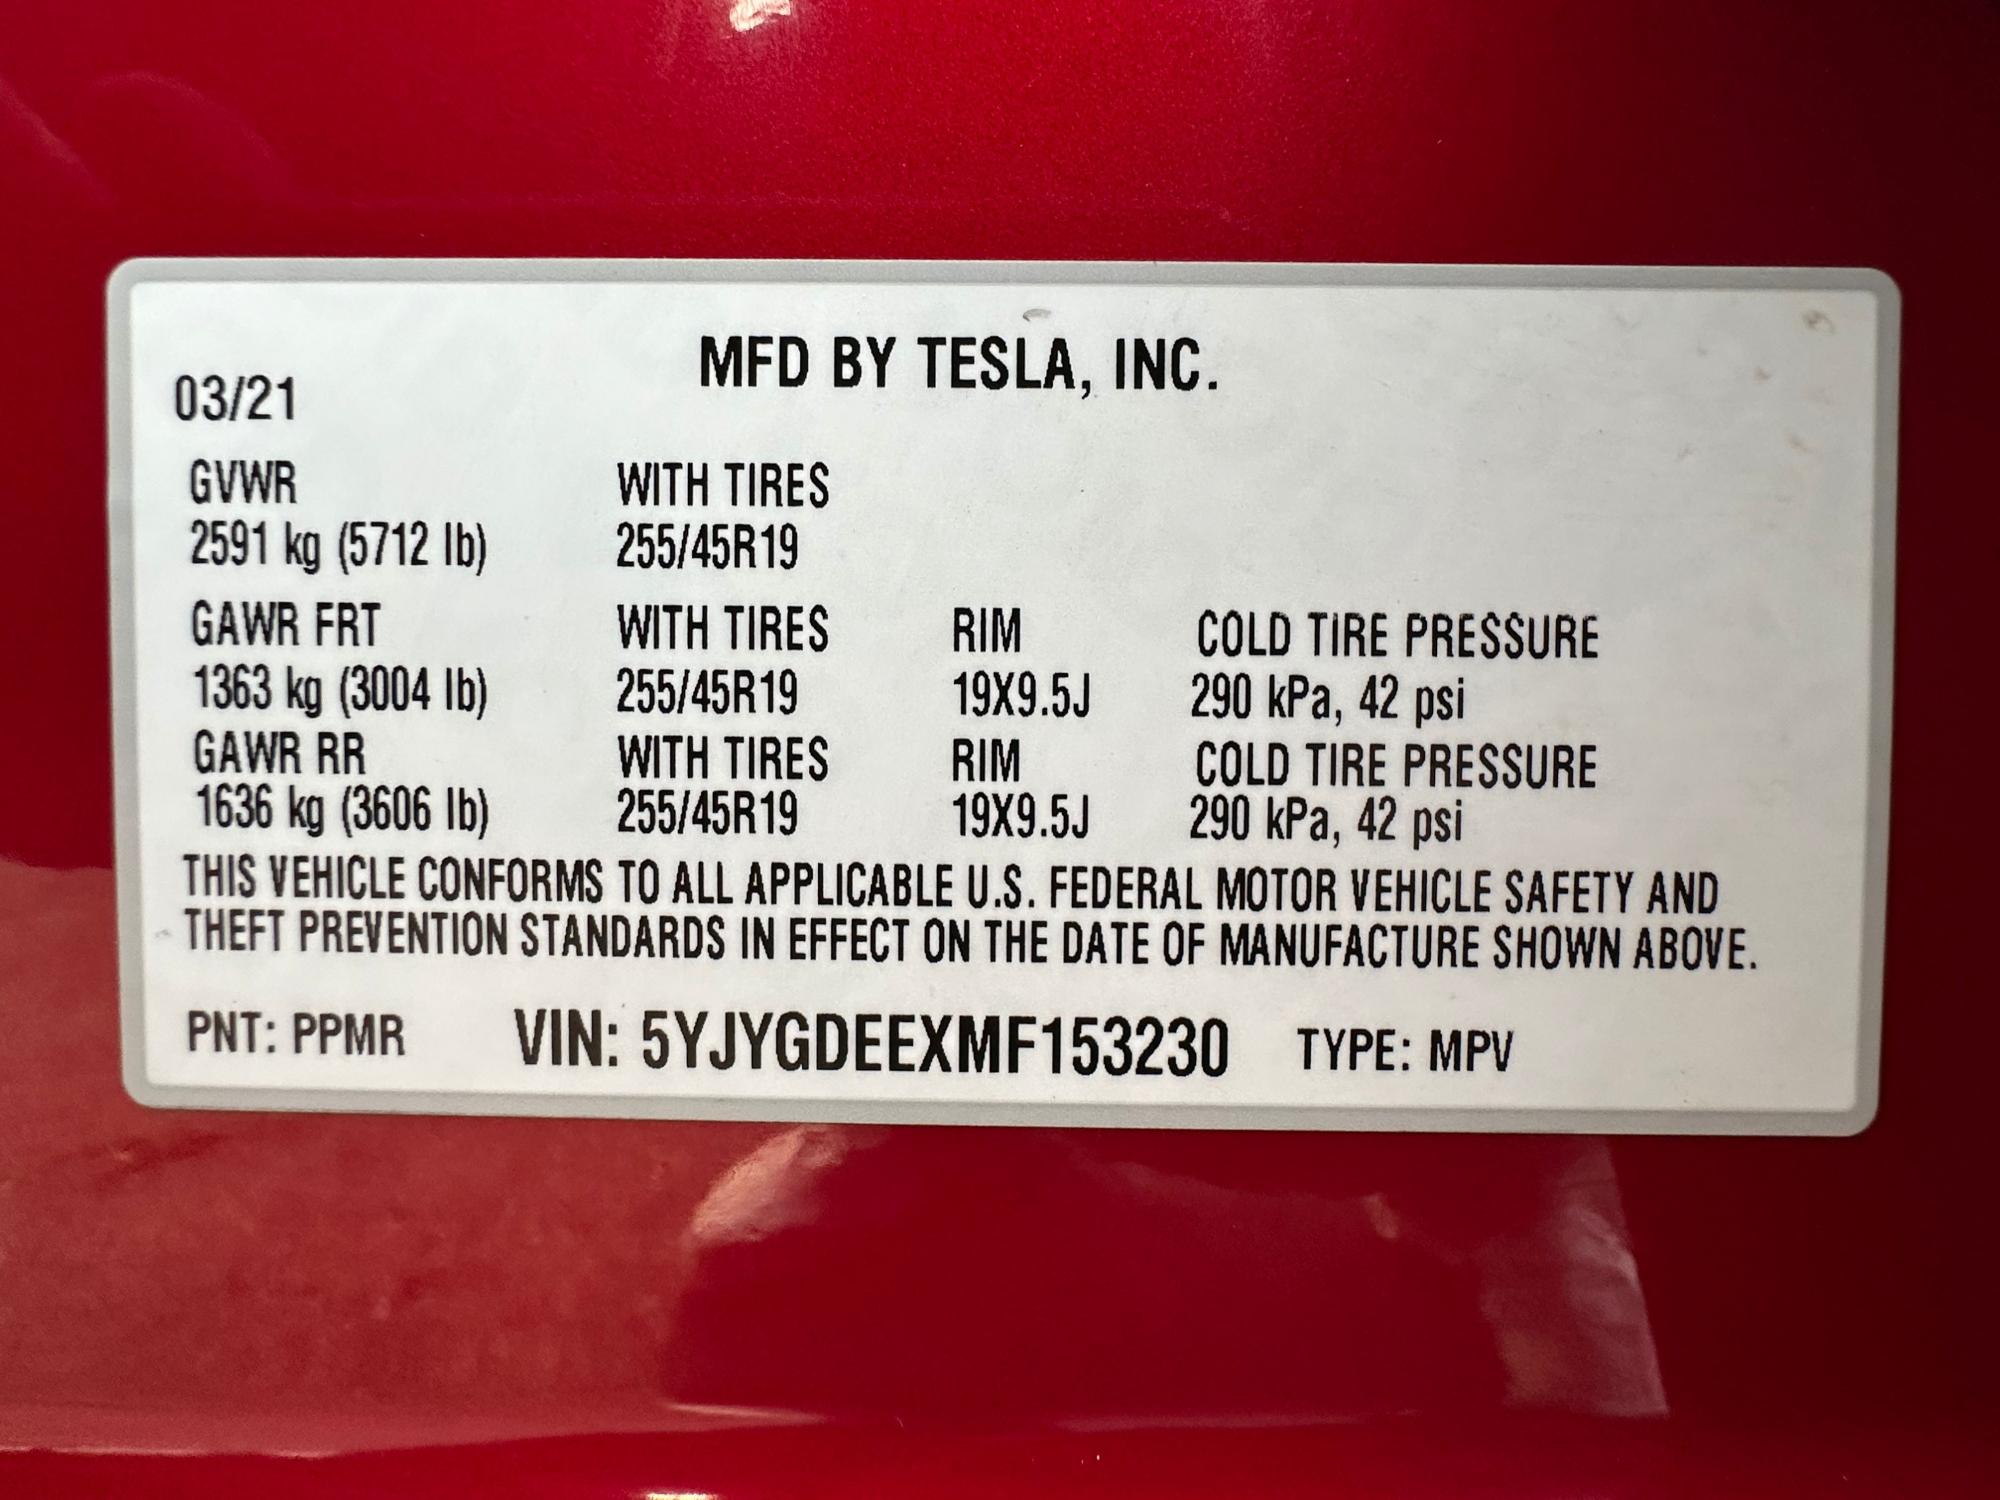 MFD BY TESLA, INC.
03/21
GVWR WITH TIRES
2591 kg (5712 lb) 255/45R19
GAWR FRT WITH TIRES RIM COLD TIRE PRESSURE
1363 kg (3004 lb) 255/45R19 19X9.5J 290 kPa, 42 psi
GAWR RR WITH TIRES RIM COLD TIRE PRESSURE
1636 kg (3606 lb) 255/45R19 19X9.5J 290 kPa, 42 psi
THIS VEHICLE CONFORMS TO ALL APPLICABLE U.S. FEDERAL MOTOR VEHICLE SAFETY AND
THEFT PREVENTION STANDARDS IN EFFECT ON THE DATE OF MANUFACTURE SHOWN ABOVE.
PNT: PPMR VIN: 5YJYGDEEXMF153230 TYPE: MPV